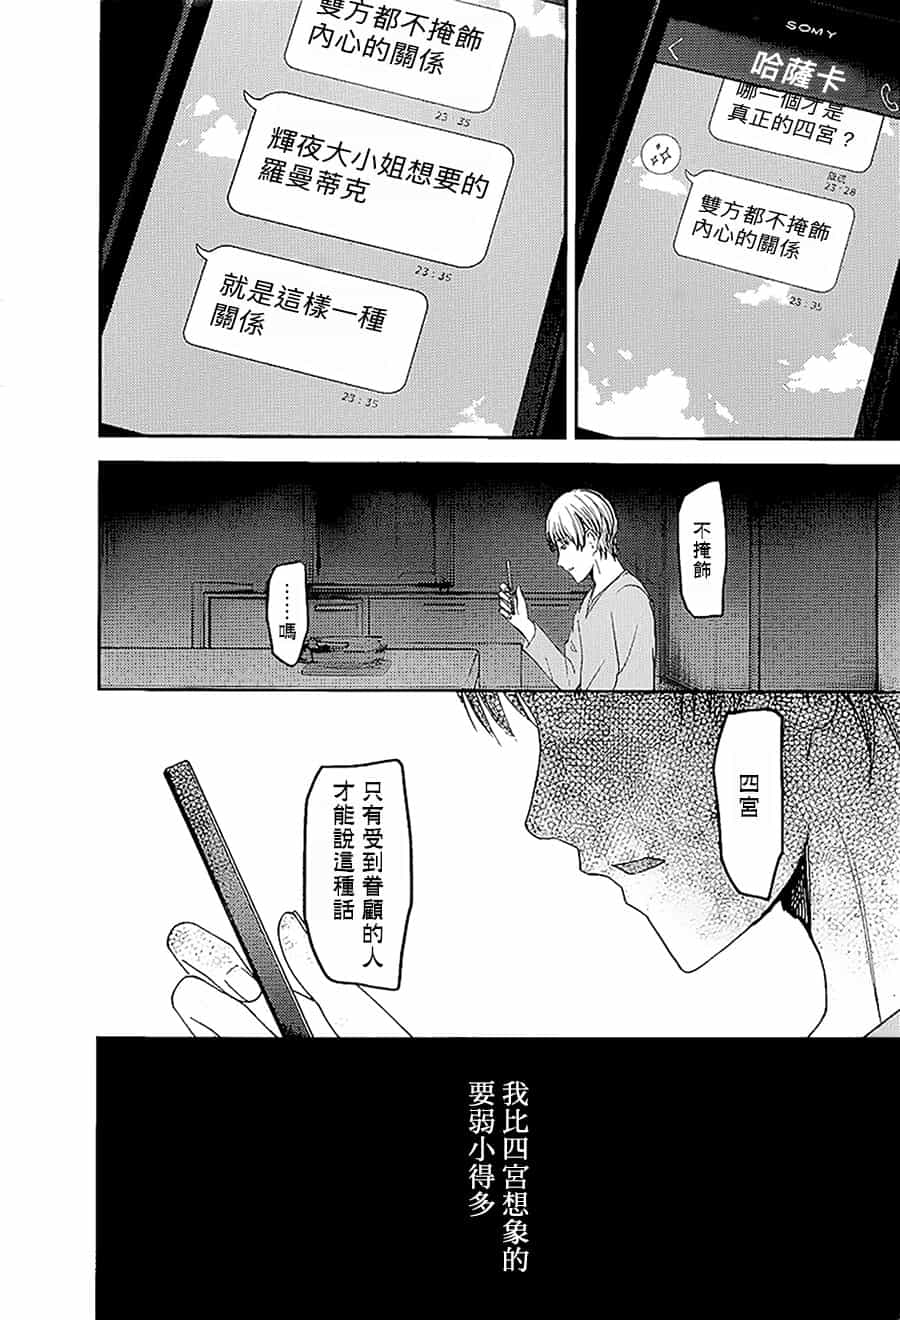 SOMY
哈薩卡
哪一個才是
真正的四宮？
23:28
雙方都不掩飾
內心的關係
23:35
雙方都不掩飾
內心的關係
23:35
輝夜大小姐想要的
羅曼蒂克
23:35
就是這樣一種
關係
23:35
不掩飾
……嗎
四宮
只有受到眷顧的人
才能說這種話
我比四宮想象的
要弱小得多